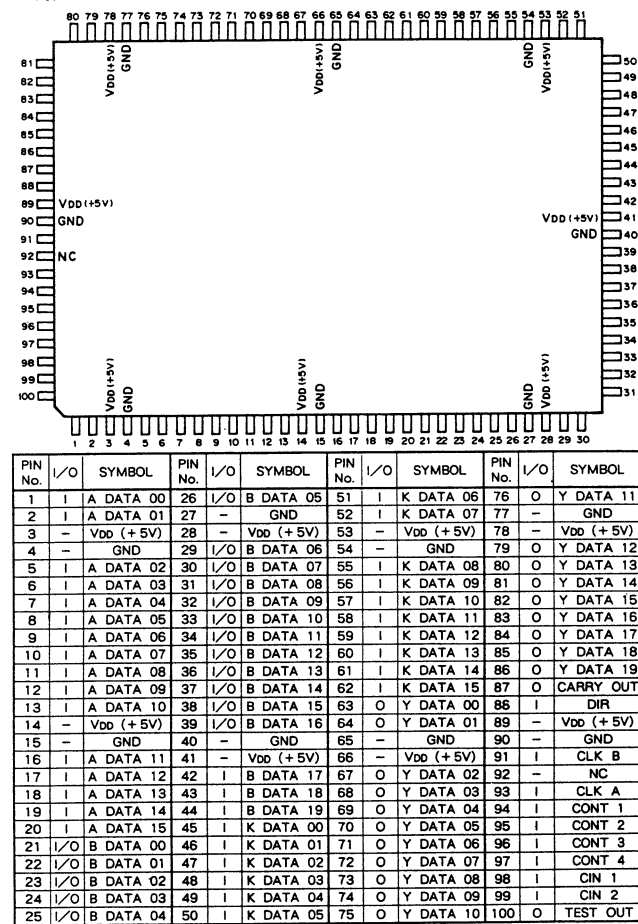 80 79 78 77 76 75 74 73 72 71 70 69 68 67 66 65 64 63 62 61 60 59 58 57 56 55 54 53 52 51
VDD(+5V)
GND
VDD(+5V)
GND
GND
VDD(+5V)
81 50
82 49
83 48
84 47
85 46
86 45
87 44
88 43
89 VDD(+5V) 42
90 GND VDD(+5V) 41
91 GND 40
92 NC 39
93 38
94 37
95 36
96 35
97 34
98 33
99 32
100 31
VDD(+5V)
GND
VDD(+5V)
GND
GND
VDD(+5V)
1 2 3 4 5 6 7 8 9 10 11 12 13 14 15 16 17 18 19 20 21 22 23 24 25 26 27 28 29 30
PIN No. I/O SYMBOL PIN No. I/O SYMBOL PIN No. I/O SYMBOL PIN No. I/O SYMBOL
1 I A DATA 00 26 I/O B DATA 05 51 I K DATA 06 76 O Y DATA 11
2 I A DATA 01 27 - GND 52 I K DATA 07 77 - GND
3 - VDD (+5V) 28 - VDD (+5V) 53 - VDD (+5V) 78 - VDD (+5V)
4 - GND 29 I/O B DATA 06 54 - GND 79 O Y DATA 12
5 I A DATA 02 30 I/O B DATA 07 55 I K DATA 08 80 O Y DATA 13
6 I A DATA 03 31 I/O B DATA 08 56 I K DATA 09 81 O Y DATA 14
7 I A DATA 04 32 I/O B DATA 09 57 I K DATA 10 82 O Y DATA 15
8 I A DATA 05 33 I/O B DATA 10 58 I K DATA 11 83 O Y DATA 16
9 I A DATA 06 34 I/O B DATA 11 59 I K DATA 12 84 O Y DATA 17
10 I A DATA 07 35 I/O B DATA 12 60 I K DATA 13 85 O Y DATA 18
11 I A DATA 08 36 I/O B DATA 13 61 I K DATA 14 86 O Y DATA 19
12 I A DATA 09 37 I/O B DATA 14 62 I K DATA 15 87 O CARRY OUT
13 I A DATA 10 38 I/O B DATA 15 63 O Y DATA 00 88 I DIR
14 - VDD (+5V) 39 I/O B DATA 16 64 O Y DATA 01 89 - VDD (+5V)
15 - GND 40 - GND 65 - GND 90 - GND
16 I A DATA 11 41 - VDD (+5V) 66 - VDD (+5V) 91 I CLK B
17 I A DATA 12 42 I B DATA 17 67 O Y DATA 02 92 - NC
18 I A DATA 13 43 I B DATA 18 68 O Y DATA 03 93 I CLK A
19 I A DATA 14 44 I B DATA 19 69 O Y DATA 04 94 I CONT 1
20 I A DATA 15 45 I K DATA 00 70 O Y DATA 05 95 I CONT 2
21 I/O B DATA 00 46 I K DATA 01 71 O Y DATA 06 96 I CONT 3
22 I/O B DATA 01 47 I K DATA 02 72 O Y DATA 07 97 I CONT 4
23 I/O B DATA 02 48 I K DATA 03 73 O Y DATA 08 98 I CIN 1
24 I/O B DATA 03 49 I K DATA 04 74 O Y DATA 09 99 I CIN 2
25 I/O B DATA 04 50 I K DATA 05 75 O Y DATA 10 100 O TEST OUT